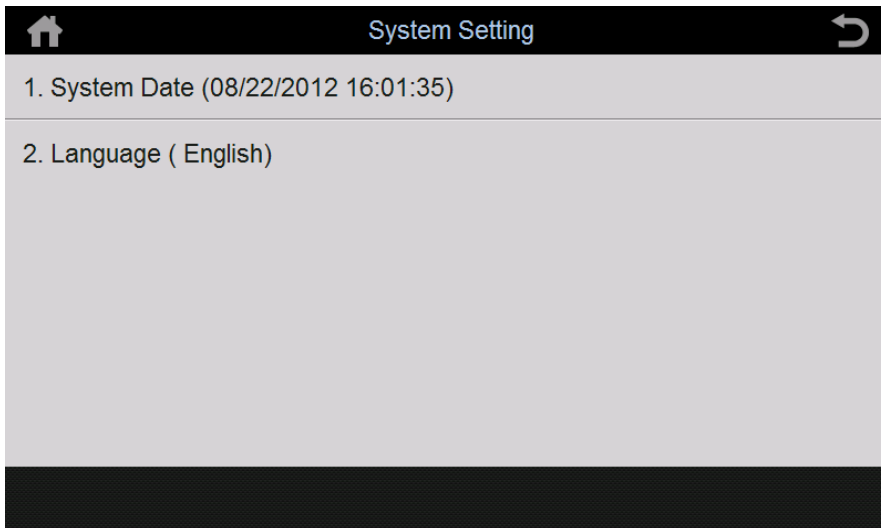 System Setting
1. System Date (08/22/2012 16:01:35)
2. Language ( English)